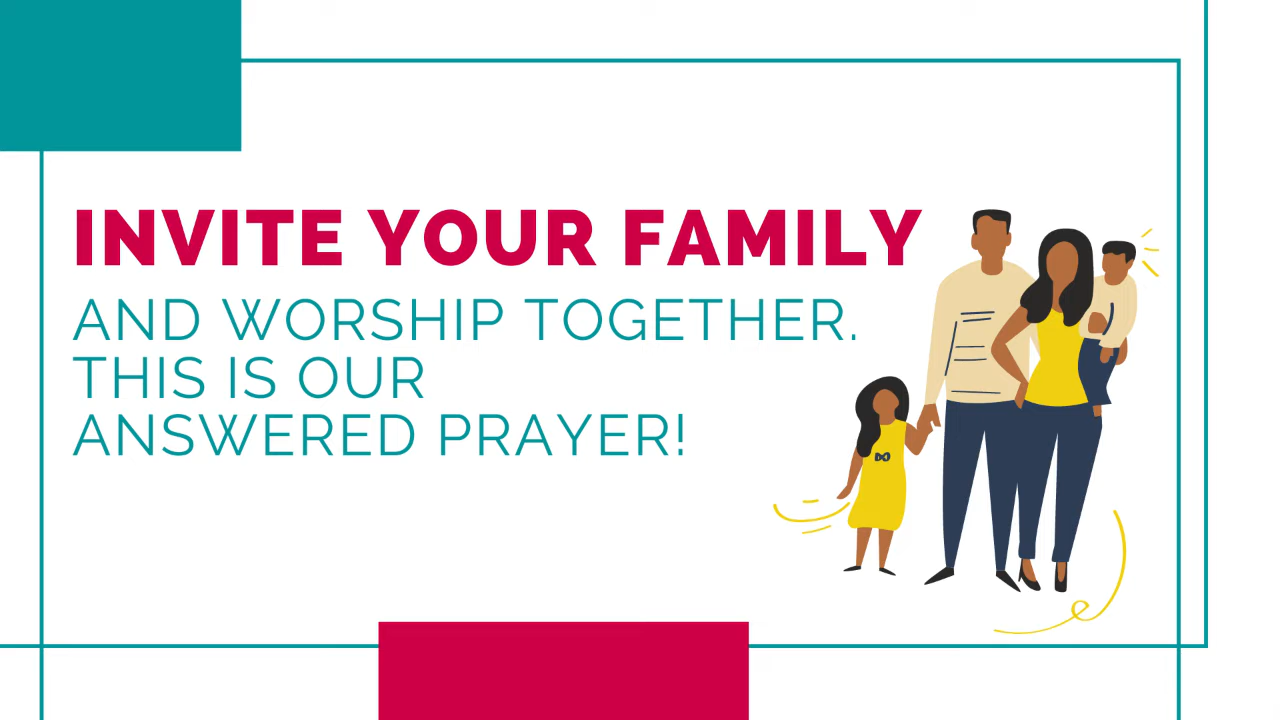 INVITE YOUR FAMILY
AND WORSHIP TOGETHER.
THIS IS OUR
ANSWERED PRAYER!